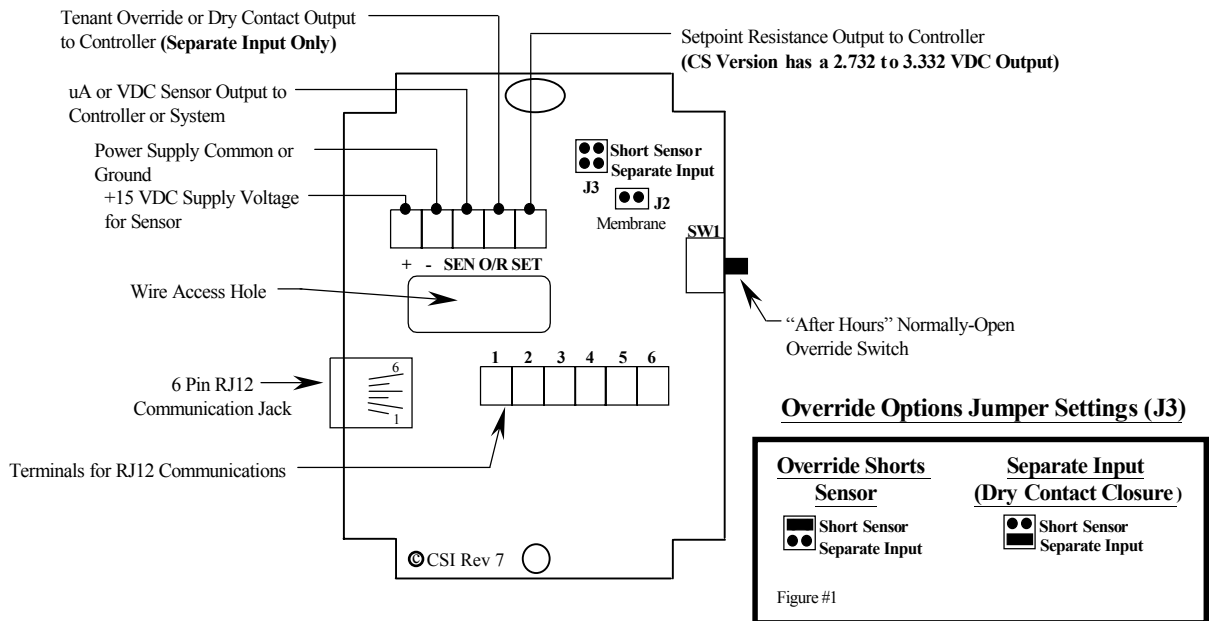 Tenant Override or Dry Contact Output
to Controller (Separate Input Only)
Setpoint Resistance Output to Controller
(CS Version has a 2.732 to 3.332 VDC Output)
uA or VDC Sensor Output to
Controller or System
Power Supply Common or
Ground
+15 VDC Supply Voltage
for Sensor
Short Sensor
Separate Input
J3
J2
Membrane
SW1
+ - SEN O/R SET
Wire Access Hole
"After Hours" Normally-Open
Override Switch
1 2 3 4 5 6
6 Pin RJ12
Communication Jack
6
1
Terminals for RJ12 Communications
©CSI Rev 7
Override Options Jumper Settings (J3)
Override Shorts
Sensor
Short Sensor
Separate Input
Separate Input
(Dry Contact Closure)
Short Sensor
Separate Input
Figure #1